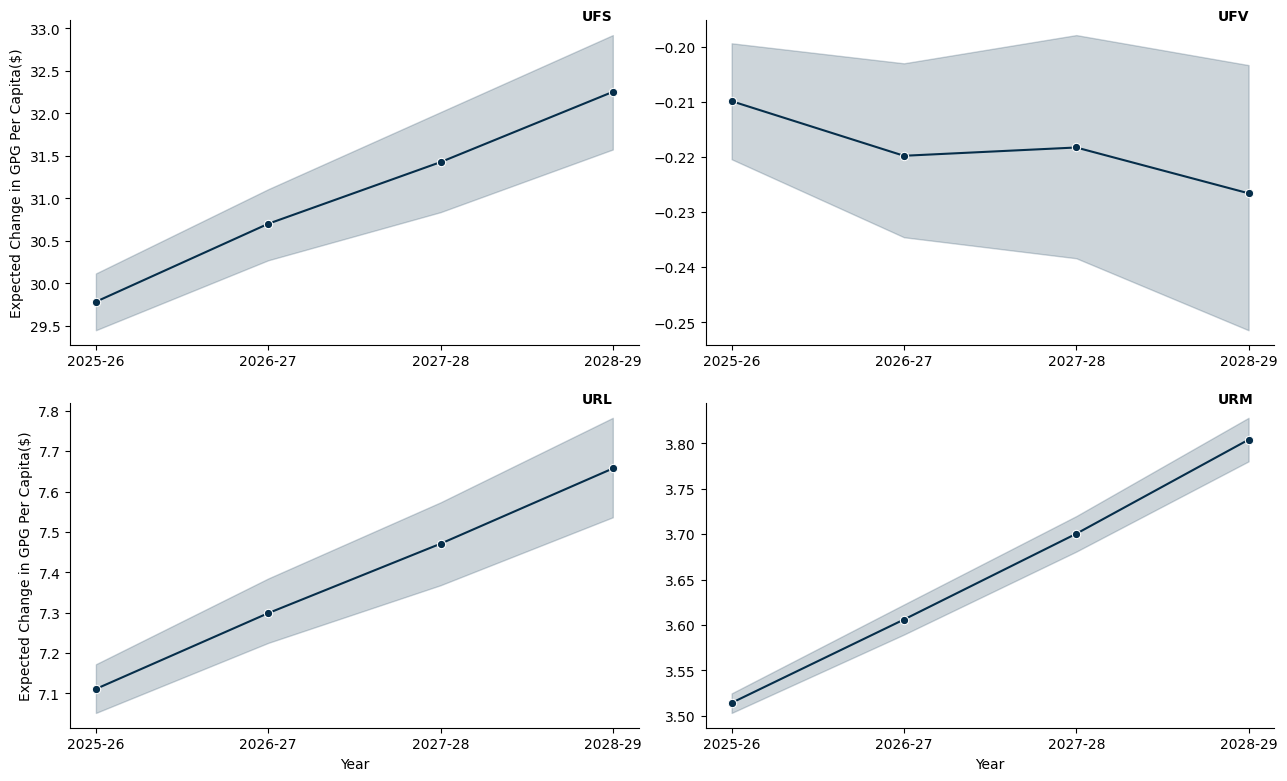 UFS
Expected Change in GPG Per Capita($)
33.0
32.5
32.0
31.5
31.0
30.5
30.0
29.5
2025-26 2026-27 2027-28 2028-29
UFV
−0.20
−0.21
−0.22
−0.23
−0.24
−0.25
2025-26 2026-27 2027-28 2028-29
URL
Expected Change in GPG Per Capita($)
7.8
7.7
7.6
7.5
7.4
7.3
7.2
7.1
2025-26 2026-27 2027-28 2028-29
Year
URM
3.80
3.75
3.70
3.65
3.60
3.55
3.50
2025-26 2026-27 2027-28 2028-29
Year